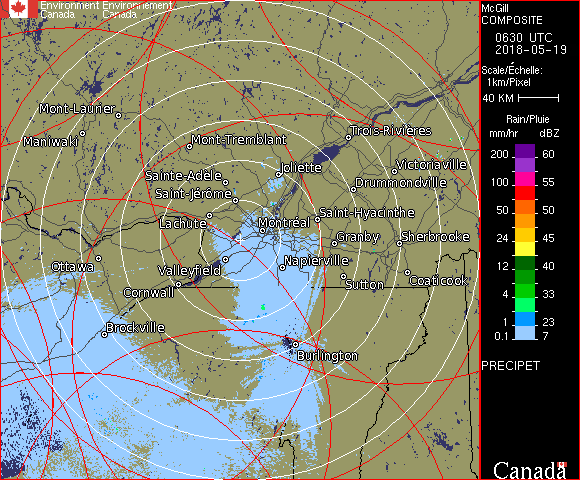 Environment Environnement
Canada Canada
McGill
COMPOSITE
0630 UTC
2018-05-19
Scale/Échelle:
1km/Pixel
40 KM
Rain/Pluie
mm/hr dBZ
200 60
57
100 55
50 50
24 45
12 40
4 33
1 23
0.1 7
PRECIPET
Mont-Laurier
Maniwaki
Mont-Tremblant
Trois-Rivières
Joliette
Victoriaville
Sainte-Adèle
Drummondville
Saint-Jérôme
Saint-Hyacinthe
Lachute
Montréal
Granby
Sherbrooke
Ottawa
Valleyfield
Napierville
Cornwall
Sutton
Coaticook
Brockville
Burlington
Canada